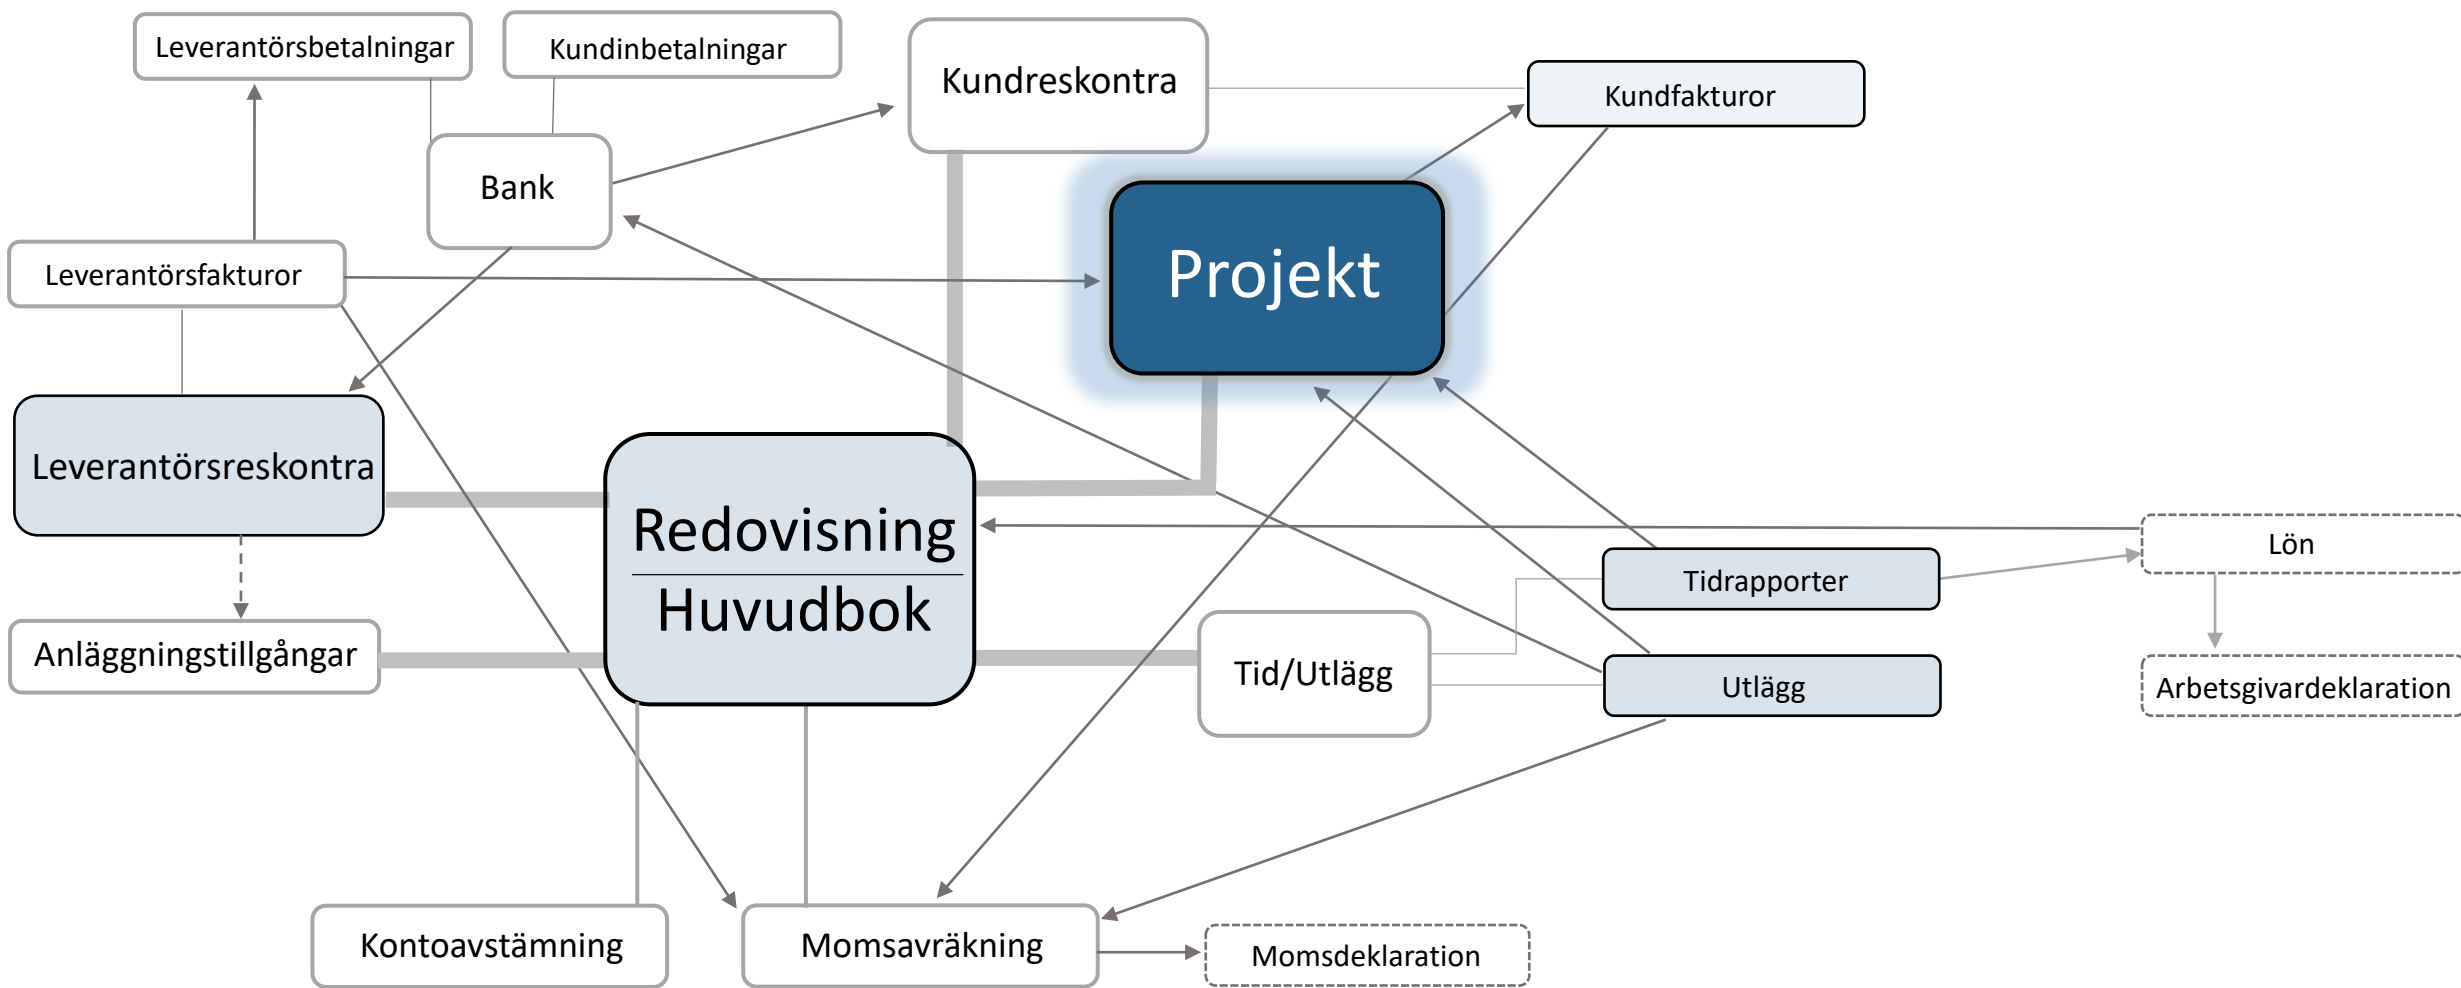 Leverantörsbetalningar
Kundinbetalningar
Kundreskontra
Kundfakturor
Bank
Projekt
Leverantörsfakturor
Leverantörsreskontra
Redovisning
Huvudbok
Lön
Tidrapporter
Anläggningstillgångar
Tid/Utlägg
Utlägg
Arbetsgivardeklaration
Kontoavstämning
Momsavräkning
Momsdeklaration